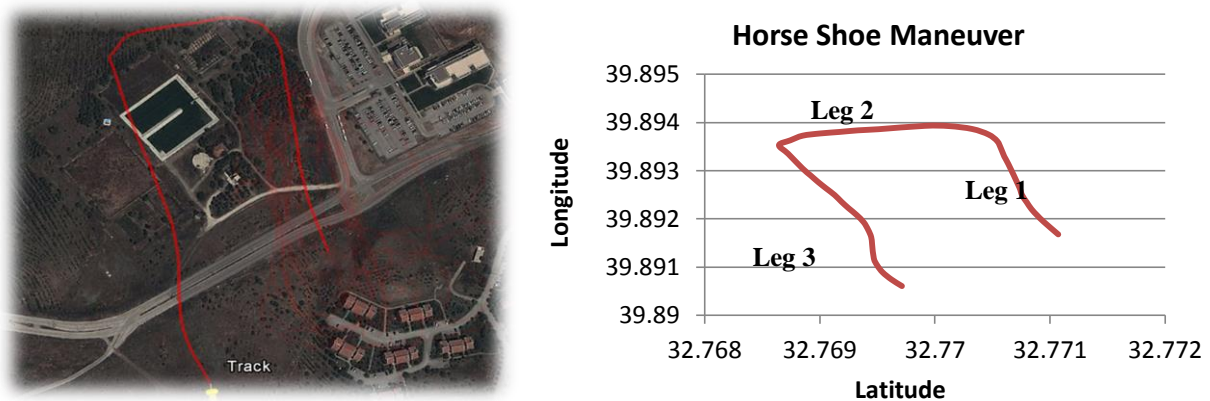 Track
Horse Shoe Maneuver
Longitude
39.895
39.894
39.893
39.892
39.891
39.89
Leg 2
Leg 1
Leg 3
32.768 32.769 32.77 32.771 32.772
Latitude